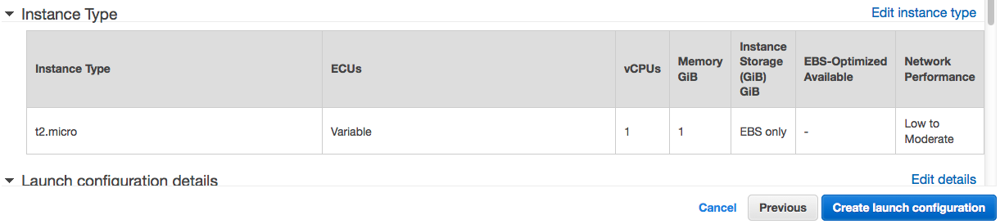 Instance Type
Edit instance type
Instance Type
ECUs
vCPUs
Memory
GiB
Instance
Storage
(GiB)
GiB
EBS-Optimized
Available
Network
Performance
t2.micro
Variable
1
1
EBS only
-
Low to
Moderate
Launch configuration details
Edit details
Cancel
Previous
Create launch configuration